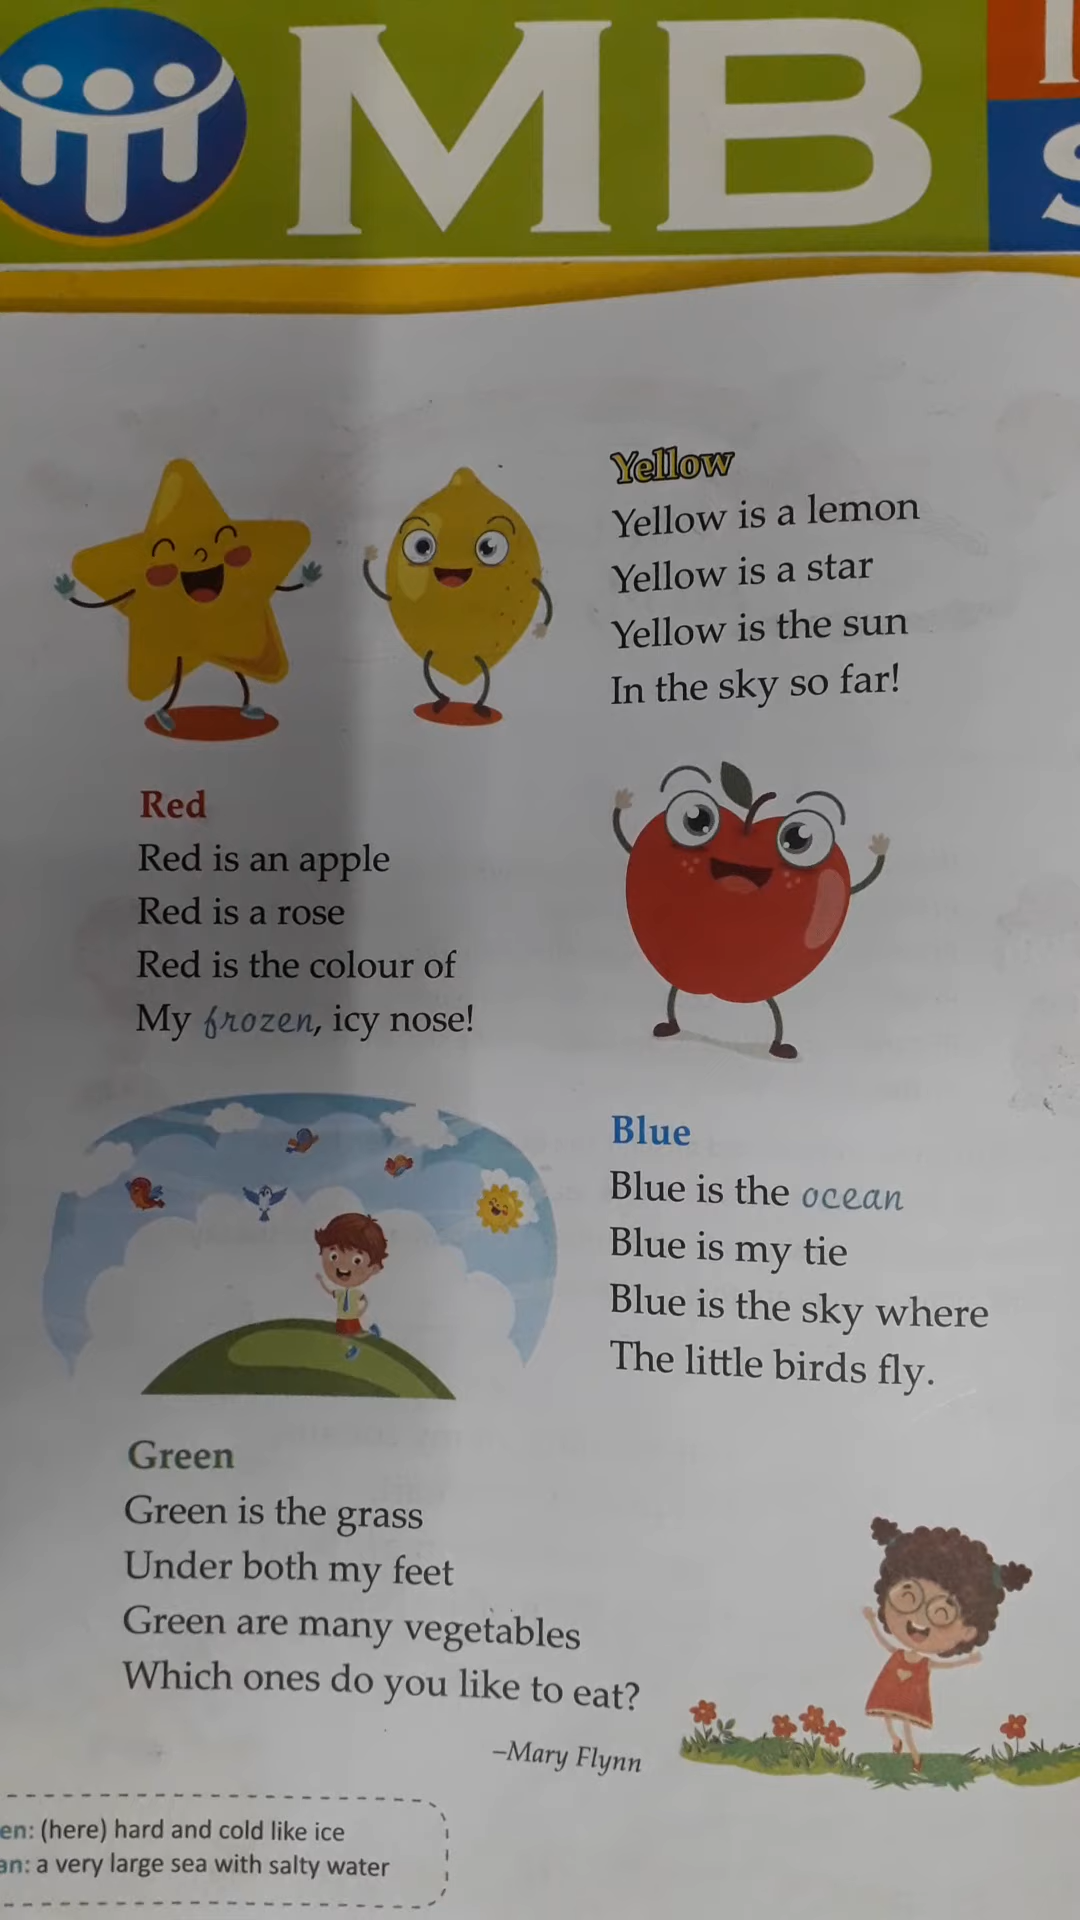 MB
Yellow
Yellow is a lemon
Yellow is a star
Yellow is the sun
In the sky so far!
Red
Red is an apple
Red is a rose
Red is the colour of
My frozen, icy nose!
Blue
Blue is the ocean
Blue is my tie
Blue is the sky where
The little birds fly.
Green
Green is the grass
Under both my feet
Green are many vegetables
Which ones do you like to eat?
–Mary Flynn
en: (here) hard and cold like ice
an: a very large sea with salty water